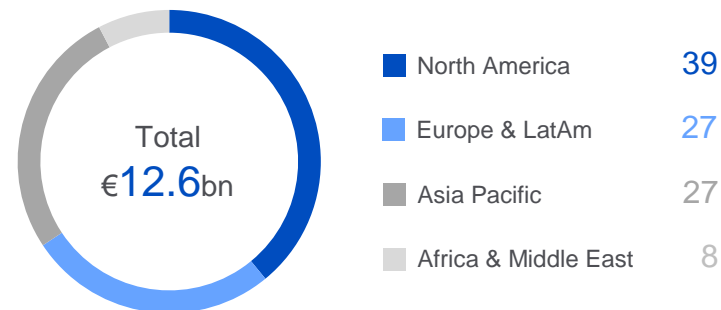 Total
€12.6bn
North America 39
Europe & LatAm 27
Asia Pacific 27
Africa & Middle East 8